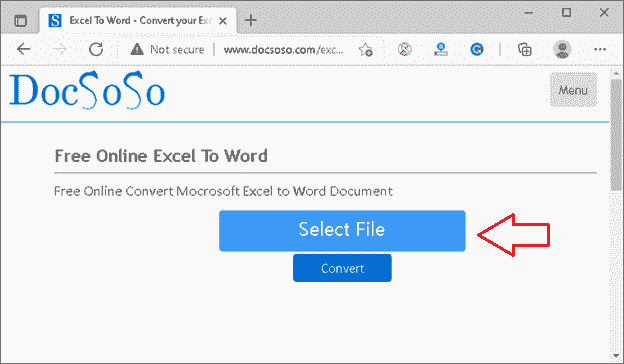 Excel To Word - Convert your Exc
Not secure | www.docsoso.com/exc...
DocSoSo
Menu
Free Online Excel To Word
Free Online Convert Mocrosoft Excel to Word Document
Select File
Convert